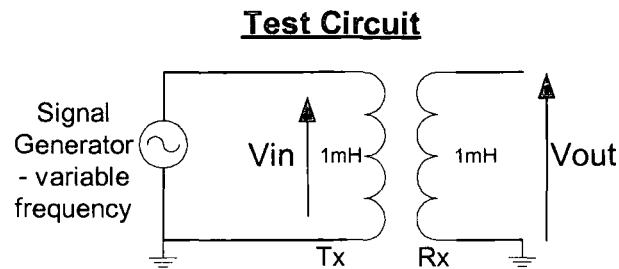 Test Circuit
Signal
Generator
- variable
frequency
Vin
1mH
1mH
Vout
Tx
Rx